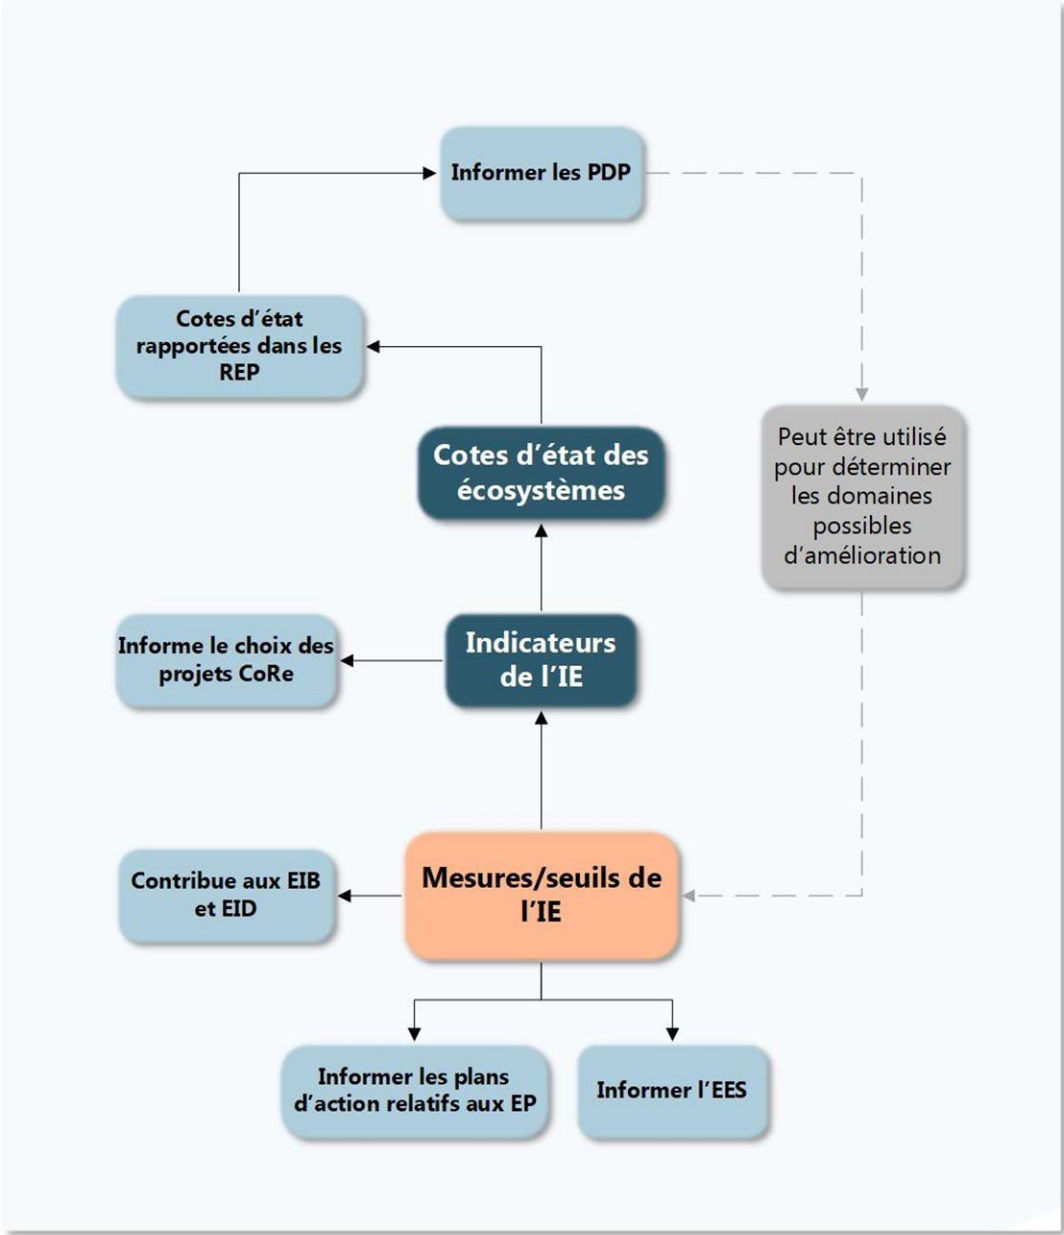 Informer les PDP
Cotes d'état
rapportées dans les
REP
Cotes d'état des
écosystèmes
Peut être utilisé
pour déterminer
les domaines
possibles
d'amélioration
Informe le choix des
projets CoRe
Indicateurs
de l'IE
Contribue aux EIB
et EID
Mesures/seuils de
l'IE
Informer les plans
d'action relatifs aux EP
Informer l'EES